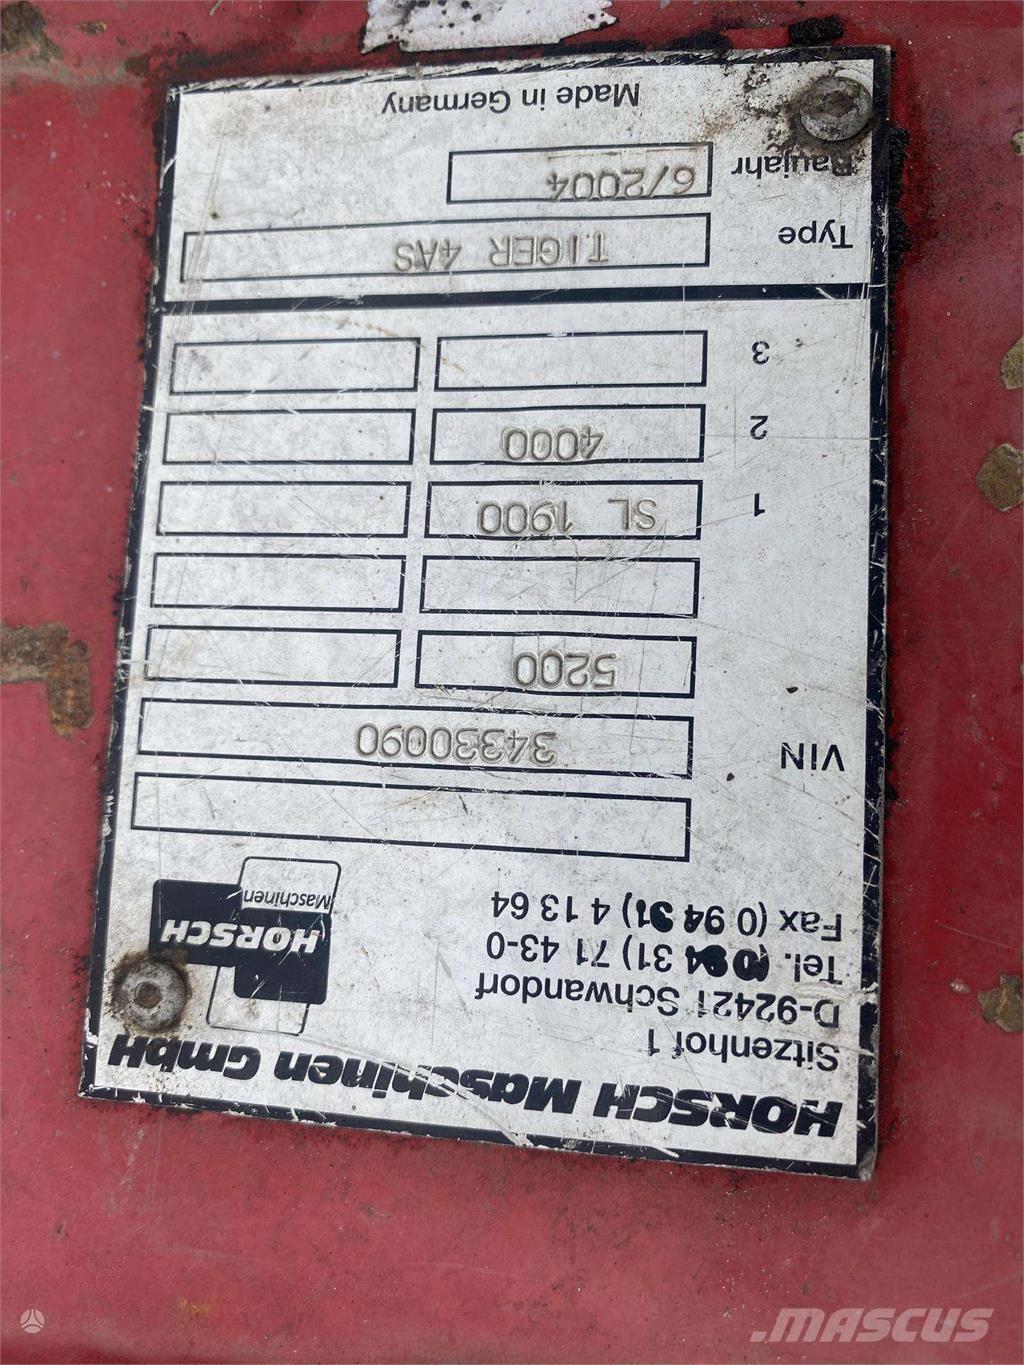 HORSCH Maschinen GmbH
Sitzenhof 1
D-92421 Schwandorf
Tel. (0 94 31) 71 43-0
Fax (0 94 31) 4 13 64
HORSCH
Maschinen
VIN 34330090
5200
1 SL 1900
2 4000
3
Type TIGER 4AS
Baujahr 6/2004
Made in Germany
MASCUS